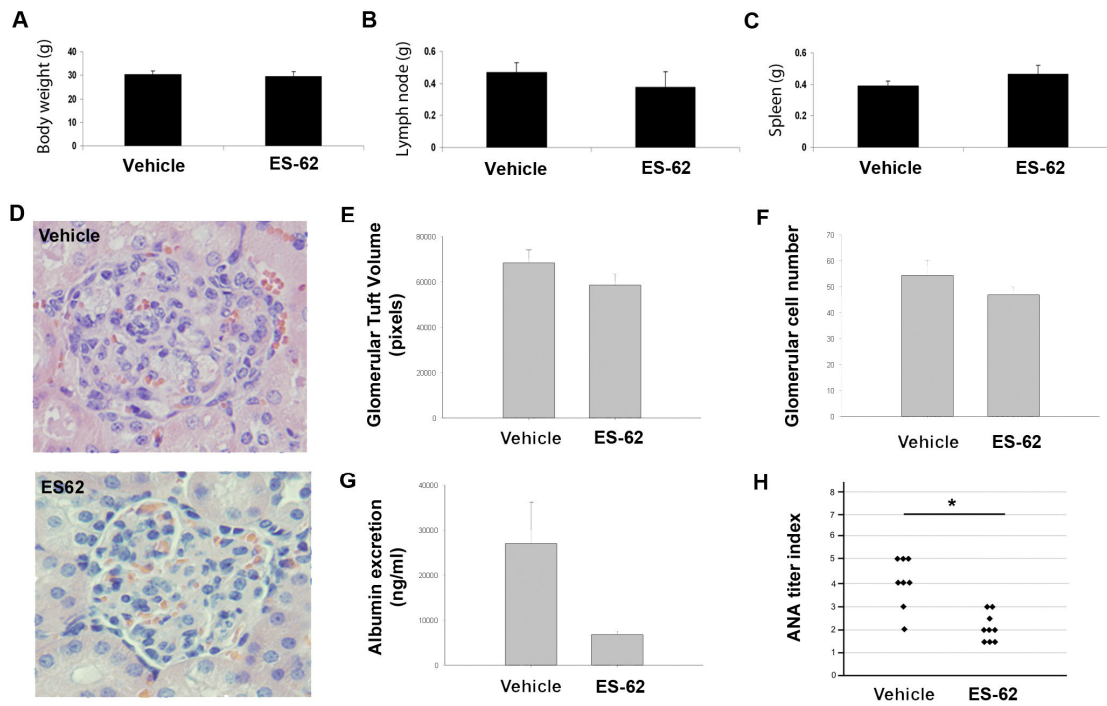 A
Body weight (g)
40
30
20
10
0
Vehicle
ES-62
B
Lymph node (g)
0.6
0.4
0.2
0
Vehicle
ES-62
C
Spleen (g)
0.6
0.4
0.2
0
Vehicle
ES-62
D
Vehicle
ES62
E
Glomerular Tuft Volume
(pixels)
80000
60000
40000
20000
0
Vehicle
ES-62
F
Glomerular cell number
70
60
50
40
30
20
10
0
Vehicle
ES-62
G
Albumin excretion
(ng/ml)
40000
30000
20000
10000
0
Vehicle
ES-62
H
ANA titer index
8
7
6
5
4
3
2
1
0
*
Vehicle
ES-62